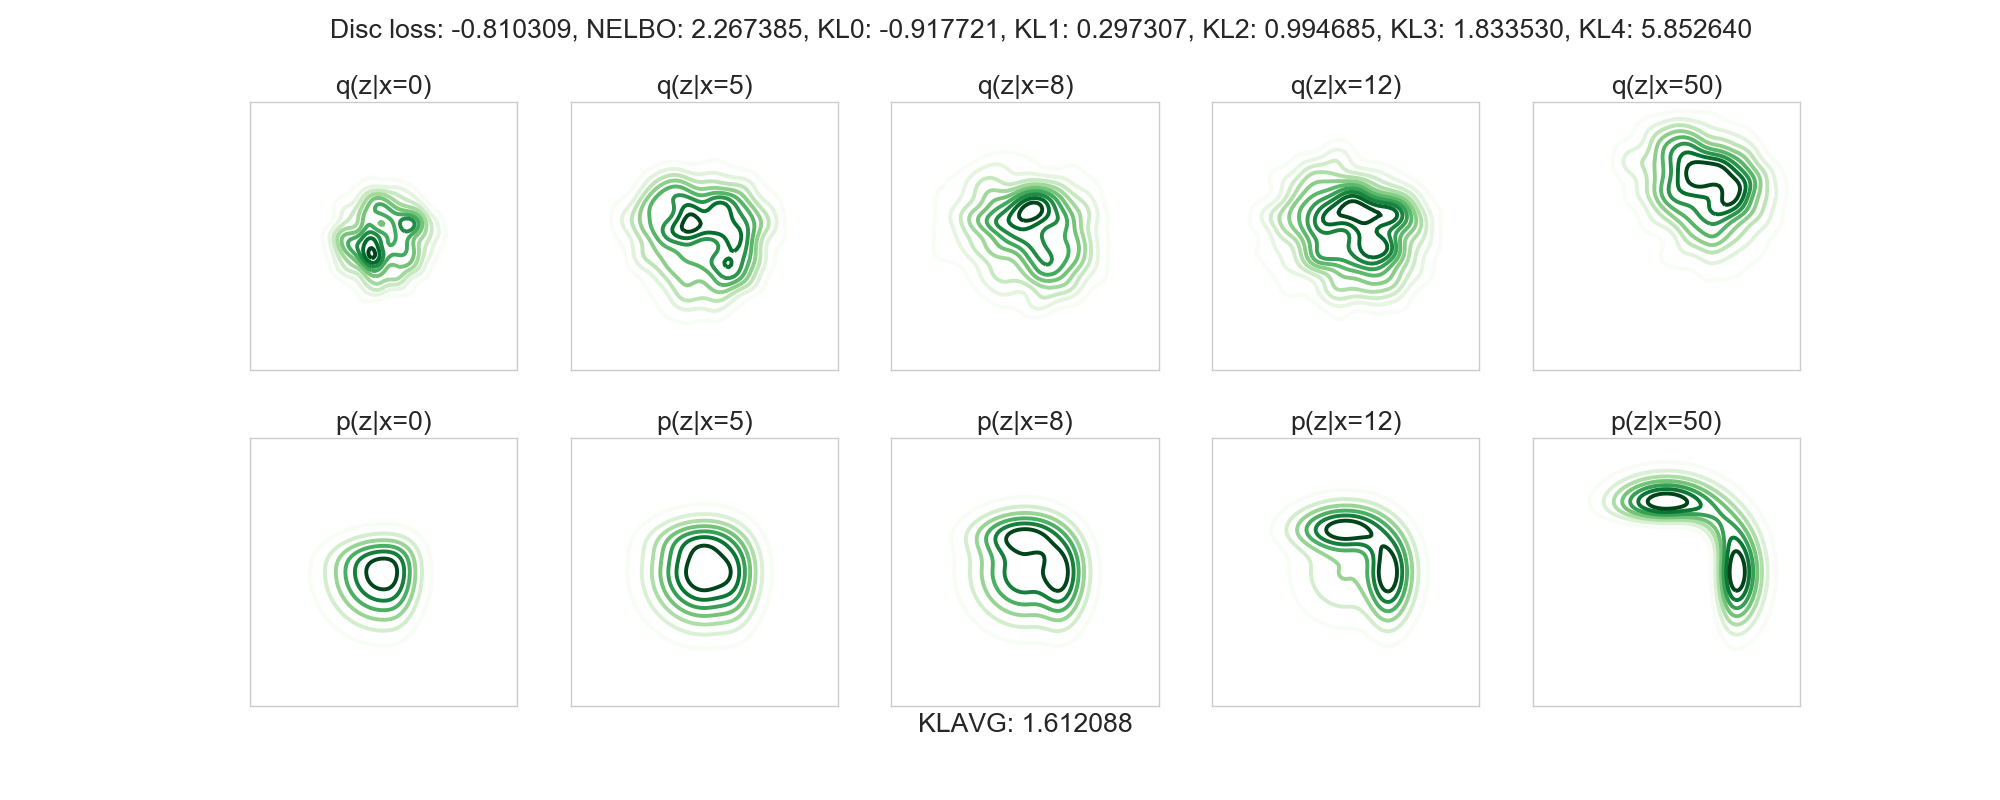 Disc loss: -0.810309, NELBO: 2.267385, KL0: -0.917721, KL1: 0.297307, KL2: 0.994685, KL3: 1.833530, KL4: 5.852640
q(z|x=0) q(z|x=5) q(z|x=8) q(z|x=12) q(z|x=50)
p(z|x=0) p(z|x=5) p(z|x=8) p(z|x=12) p(z|x=50)
KLAVG: 1.612088